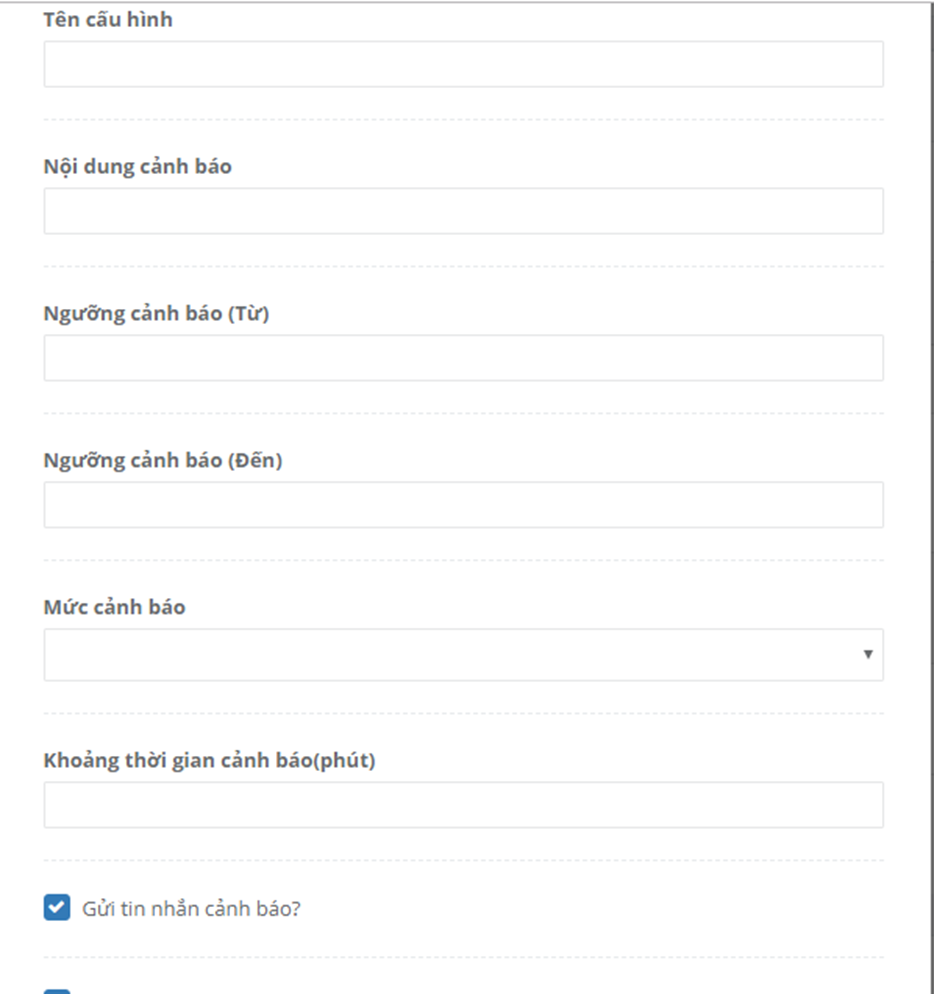 Tên cấu hình
Nội dung cảnh báo
Ngưỡng cảnh báo (Từ)
Ngưỡng cảnh báo (Đến)
Mức cảnh báo
Khoảng thời gian cảnh báo(phút)
Gửi tin nhắn cảnh báo?